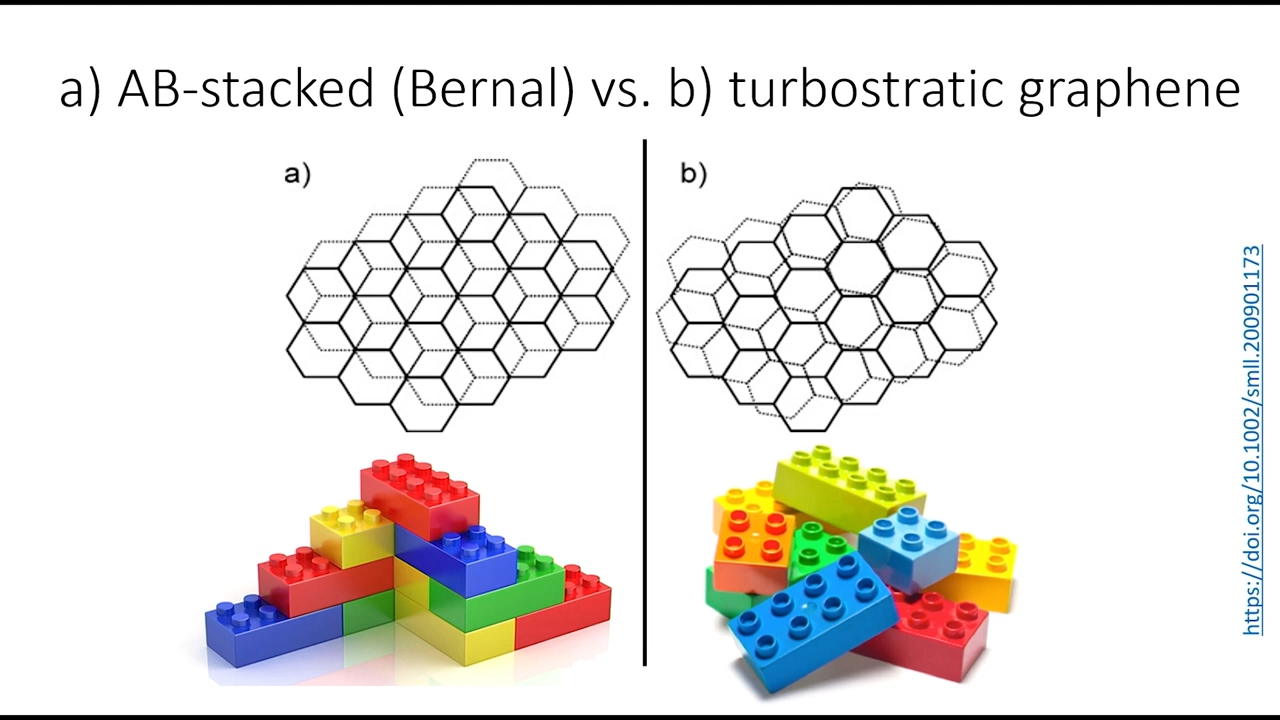 a) AB-stacked (Bernal) vs. b) turbostratic graphene
a)
b)
https://doi.org/10.1002/smll.200901173